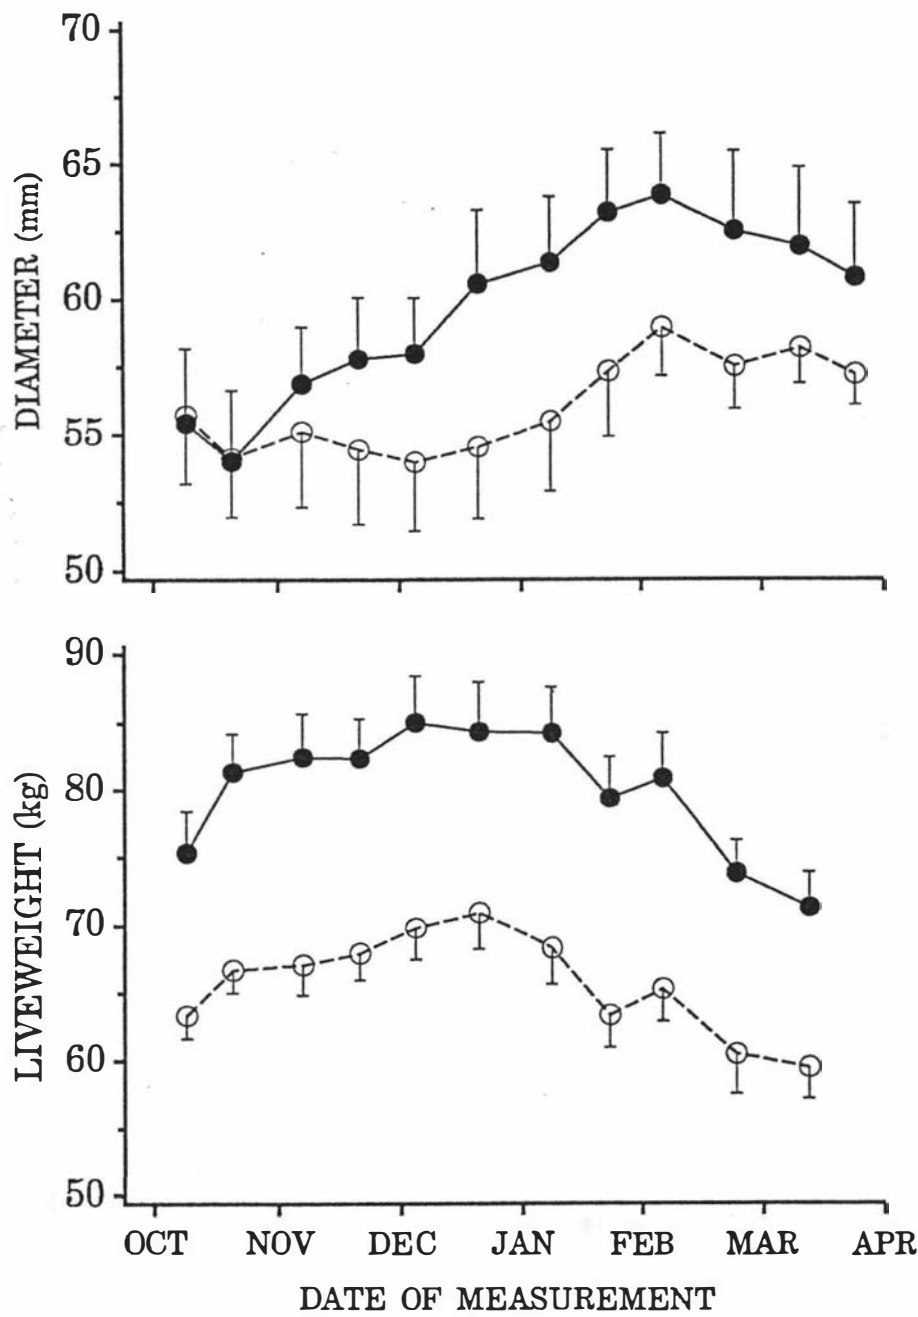 70
65
60
55
50
DIAMETER (mm)
90
80
70
60
50
LIVEWEIGHT (kg)
OCT NOV DEC JAN FEB MAR APR
DATE OF MEASUREMENT